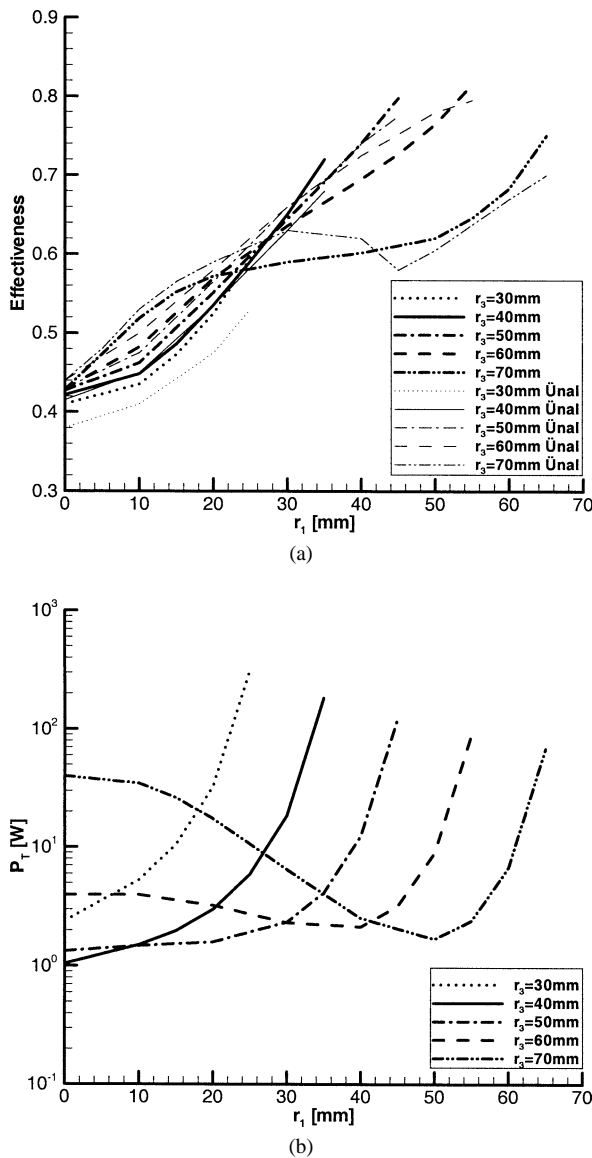 0.9
0.8
0.7
0.6
0.5
0.4
0.3
Effectiveness
r₃=30mm
r₃=40mm
r₃=50mm
r₃=60mm
r₃=70mm
r₃=30mm Ünal
r₃=40mm Ünal
r₃=50mm Ünal
r₃=60mm Ünal
r₃=70mm Ünal
0 10 20 30 40 50 60 70
r₁ [mm]
(a)
10³
10²
10¹
10⁰
10⁻¹
P_T [W]
r₃=30mm
r₃=40mm
r₃=50mm
r₃=60mm
r₃=70mm
0 10 20 30 40 50 60 70
r₁ [mm]
(b)